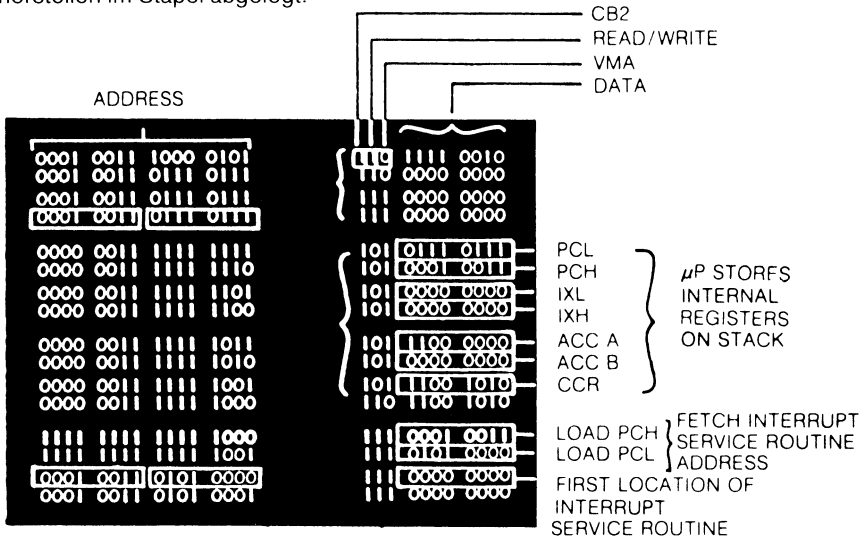 herstellen im Stapel abgelegt.
CB2
READ/WRITE
VMA
DATA
ADDRESS
0001 0011 1000 0101 110 1111 0010
0001 0011 0111 0111 110 0000 0000
0001 0011 0111 0111 111 0000 0000
0001 0011 0111 0111 111 0000 0000
0000 0011 1111 1111 101 0111 0111 PCL
0000 0011 1111 1110 101 0001 0011 PCH
0000 0011 1111 1101 101 0000 0000 IXL
0000 0011 1111 1100 101 0000 0000 IXH
0000 0011 1111 1011 101 1100 0000 ACC A
0000 0011 1111 1010 101 0000 0000 ACC B
0000 0011 1111 1001 101 1100 1010 CCR
0000 0011 1111 1000 110 1100 1010
µP STORFS
INTERNAL
REGISTERS
ON STACK
1111 1111 1111 1000 111 0001 0011 LOAD PCH
1111 1111 1111 1001 111 0101 0000 LOAD PCL
FETCH INTERRUPT
SERVICE ROUTINE
ADDRESS
0001 0011 0101 0000 111 0000 0000
0001 0011 0101 0001 111 0000 0000
FIRST LOCATION OF
INTERRUPT
SERVICE ROUTINE